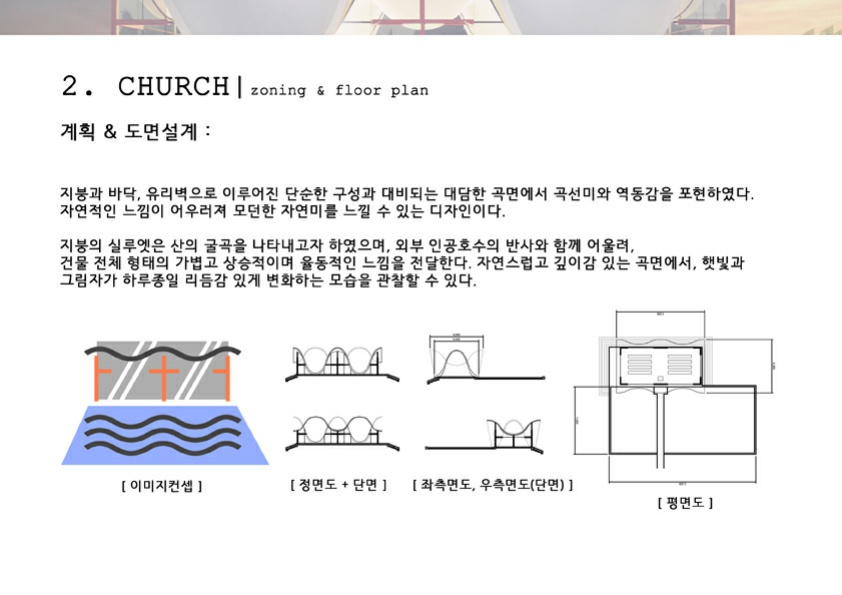 2. CHURCH| zoning & floor plan
계획 & 도면설계 :
지붕과 바닥, 유리벽으로 이루어진 단순한 구성과 대비되는 대담한 곡면에서 곡선미와 역동감을 포현하였다.
자연적인 느낌이 어우러져 모던한 자연미를 느낄 수 있는 디자인이다.
지붕의 실루엣은 산의 굴곡을 나타내고자 하였으며, 외부 인공호수의 반사와 함께 어울려,
건물 전체 형태의 가볍고 상승적이며 율동적인 느낌을 전달한다. 자연스럽고 깊이감 있는 곡면에서, 햇빛과
그림자가 하루종일 리듬감 있게 변화하는 모습을 관찰할 수 있다.
[ 이미지컨셉 ]
[ 정면도 + 단면 ]
[ 좌측면도, 우측면도(단면) ]
[ 평면도 ]